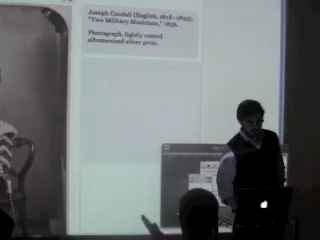 Joseph Cundall (English, 1818–1895),
"Two Military Musicians," 1856.
Photograph, lightly coated
albumenized silver print.